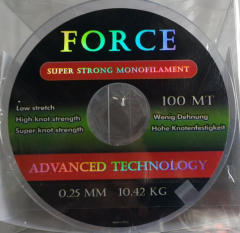 FORCE
SUPER STRONG MONOFILAMENT
100 MT
Low stretch
High knot strength
Super knot strength
Wenig Dehnung
Hohe Knotenfestigkeit
ADVANCED TECHNOLOGY
0.25 MM 10.42 KG